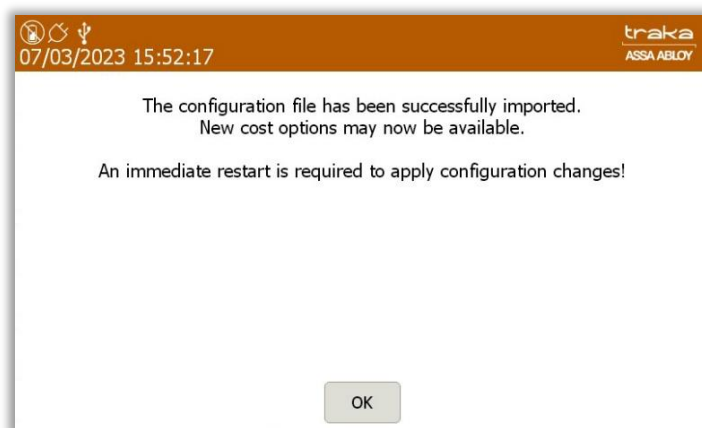 traka
07/03/2023 15:52:17
ASSA ABLOY
The configuration file has been successfully imported.
New cost options may now be available.
An immediate restart is required to apply configuration changes!
OK